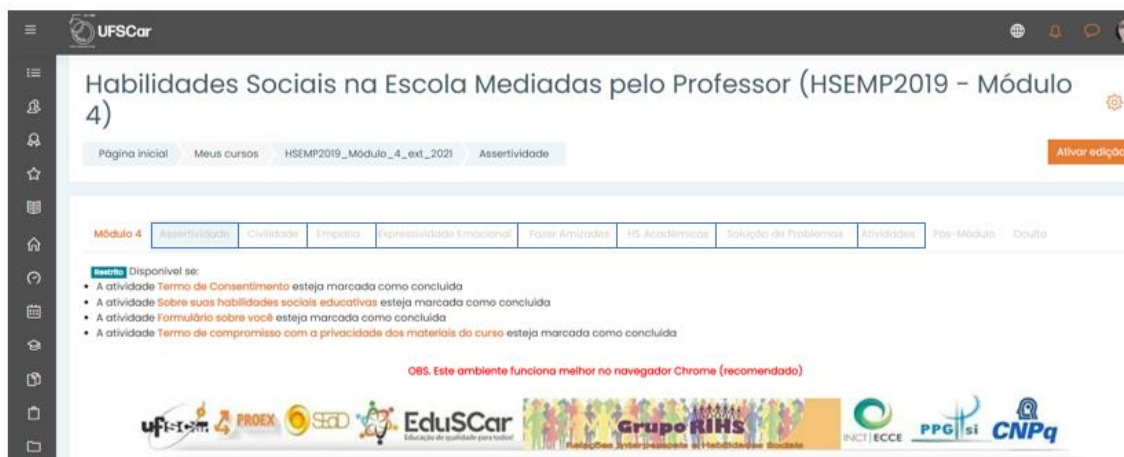 UFSCar
Habilidades Sociais na Escola Mediadas pelo Professor (HSEMP2019 - Módulo
4)
Página inicial Meus cursos HSEMP2019_Módulo_4_ext_2021 Assertividade
Ativar edição
Módulo 4 Assertividade Civilidade Empatia Expressividade Emocional Fazer Amizades HS Acadêmicas Solução de Problemas Atividades Pós-Módulo Oculto
Restrito Disponível se:
• A atividade Termo de Consentimento esteja marcada como concluída
• A atividade Sobre suas habilidades sociais educativas esteja marcada como concluída
• A atividade Formulário sobre você esteja marcada como concluída
• A atividade Termo de compromisso com a privacidade dos materiais do curso esteja marcada como concluída
OBS. Este ambiente funciona melhor no navegador Chrome (recomendado)
PROEX SEaD EduSCar Grupo RIHS INCT ECCE PPG si CNPq
Educação de qualidade para todos!
Relações Interpessoais e Habilidades Sociais